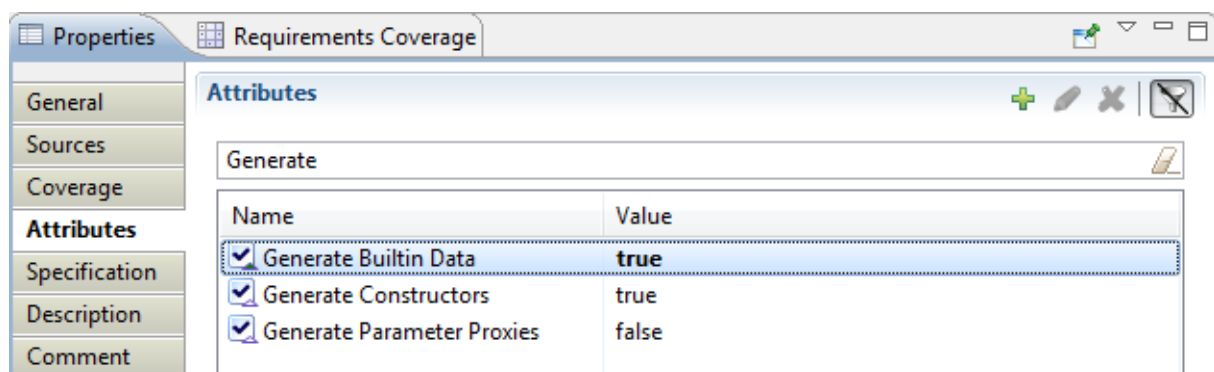 Properties
Requirements Coverage
General
Sources
Coverage
Attributes
Specification
Description
Comment
Attributes
Generate
Name Value
Generate Builtin Data true
Generate Constructors true
Generate Parameter Proxies false